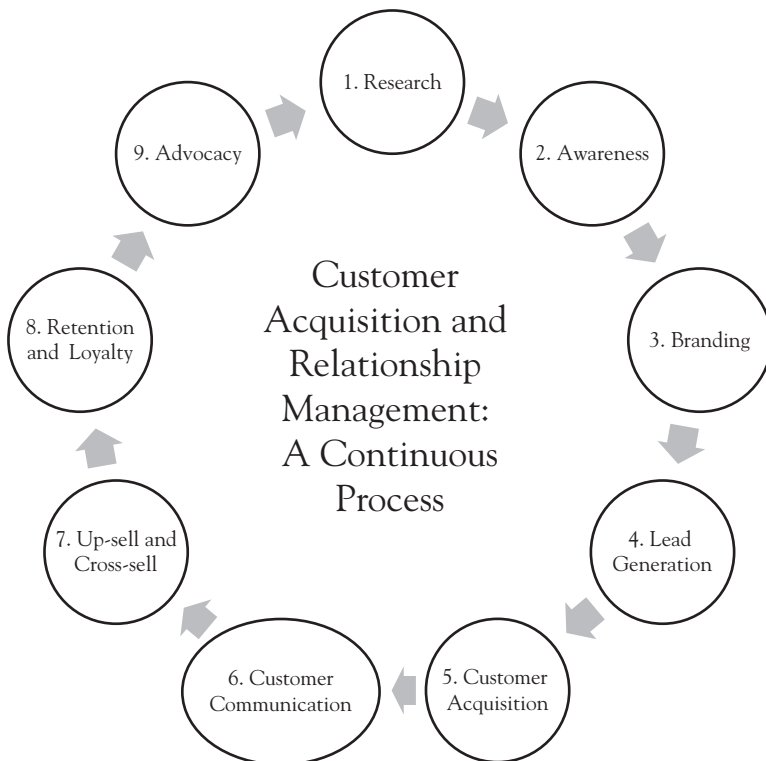 1. Research
2. Awareness
3. Branding
4. Lead
Generation
5. Customer
Acquisition
6. Customer
Communication
7. Up-sell and
Cross-sell
8. Retention
and Loyalty
9. Advocacy
Customer
Acquisition and
Relationship
Management:
A Continuous
Process